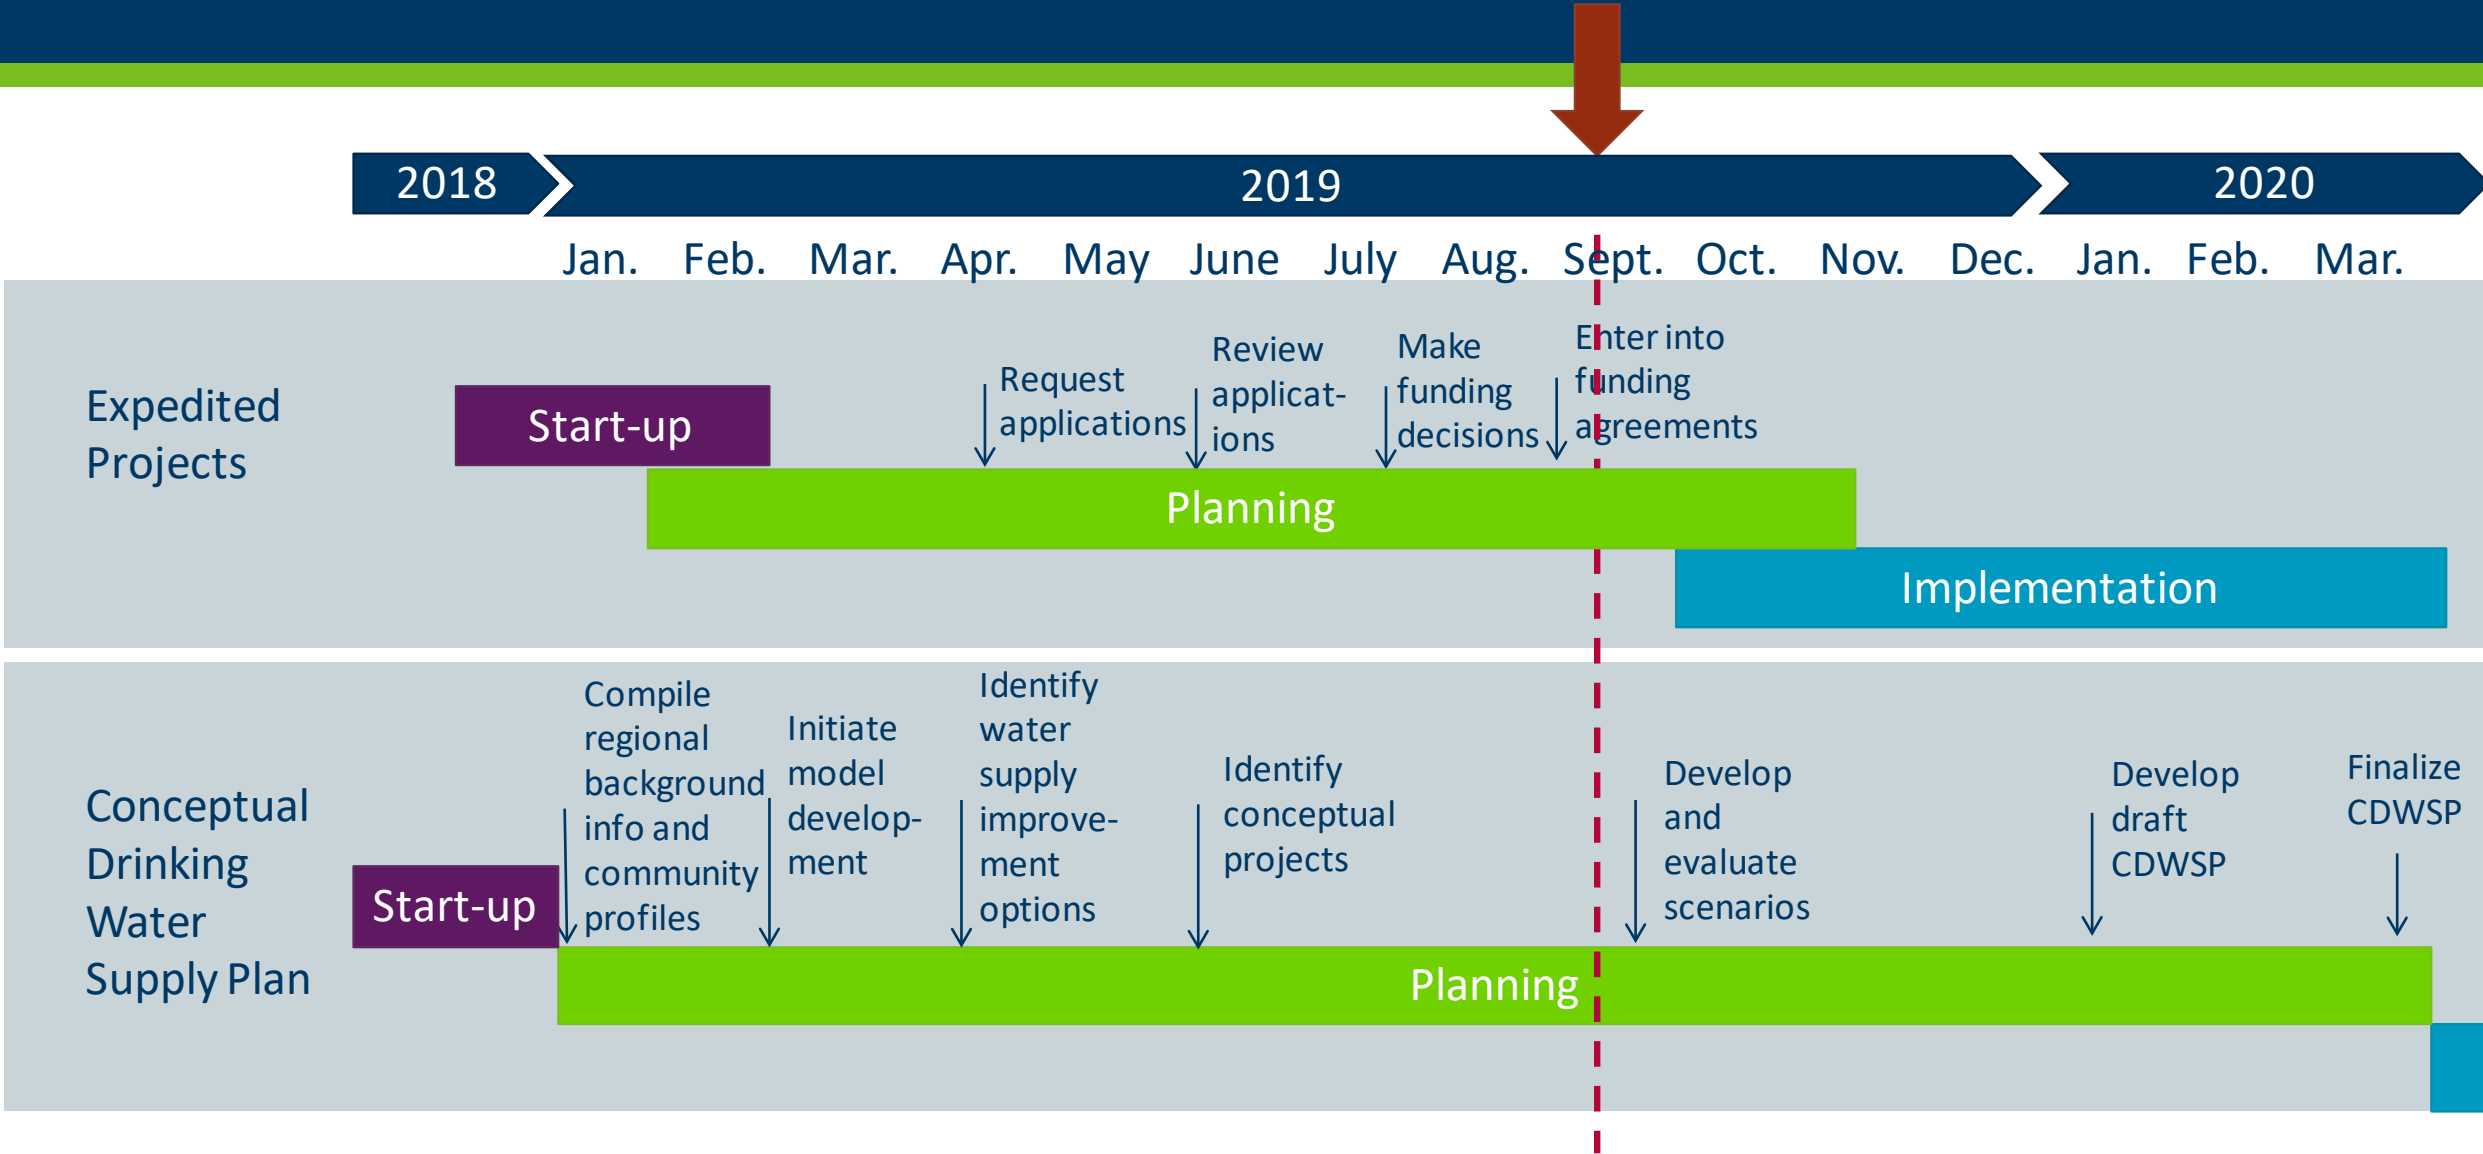 2018
2019
2020
Jan. Feb. Mar. Apr. May June July Aug. Sept. Oct. Nov. Dec. Jan. Feb. Mar.
Expedited
Projects
Start-up
Request
applications
Review
applicat-
ions
Make
funding
decisions
Enter into
funding
agreements
Planning
Implementation
Conceptual
Drinking
Water
Supply Plan
Start-up
Compile
regional
background
info and
community
profiles
Initiate
model
develop-
ment
Identify
water
supply
improve-
ment
options
Identify
conceptual
projects
Develop
and
evaluate
scenarios
Develop
draft
CDWSP
Finalize
CDWSP
Planning